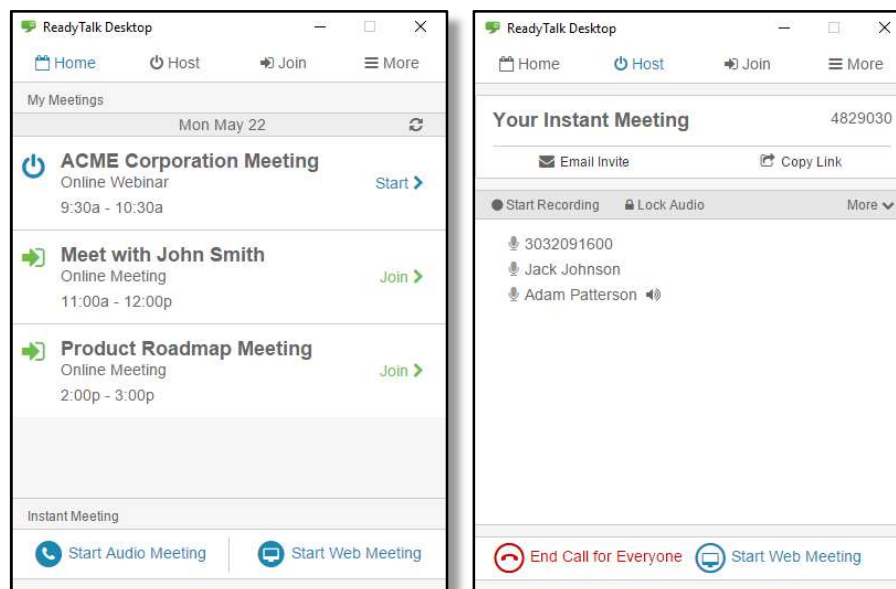 ReadyTalk Desktop
Home Host Join More
My Meetings
Mon May 22
ACME Corporation Meeting
Online Webinar
Start
9:30a - 10:30a
Meet with John Smith
Online Meeting
Join
11:00a - 12:00p
Product Roadmap Meeting
Online Meeting
Join
2:00p - 3:00p
Instant Meeting
Start Audio Meeting Start Web Meeting
ReadyTalk Desktop
Home Host Join More
Your Instant Meeting 4829030
Email Invite Copy Link
Start Recording Lock Audio More
3032091600
Jack Johnson
Adam Patterson
End Call for Everyone Start Web Meeting